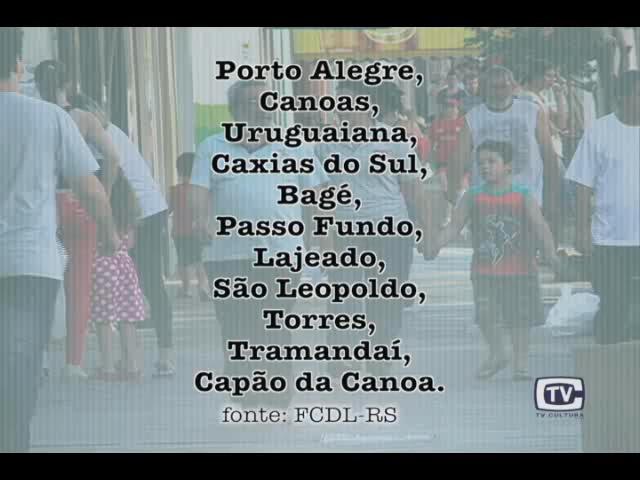 Porto Alegre,
Canoas,
Uruguaiana,
Caxias do Sul,
Bagé,
Passo Fundo,
Lajeado,
São Leopoldo,
Torres,
Tramandaí,
Capão da Canoa.
fonte: FCDL-RS
TV
TV CULTURA